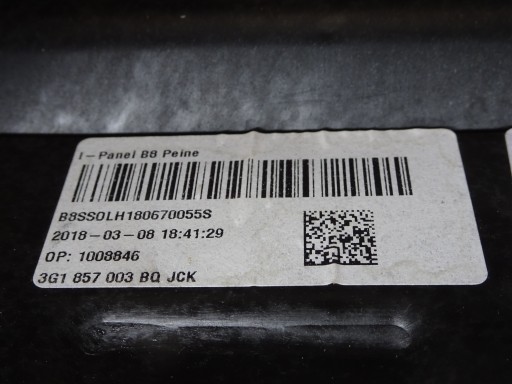 I-Panel B8 Peine
B8SSOLH180670055S
2018-03-08 18:41:29
OP: 1008846
3G1 857 003 BQ JCK